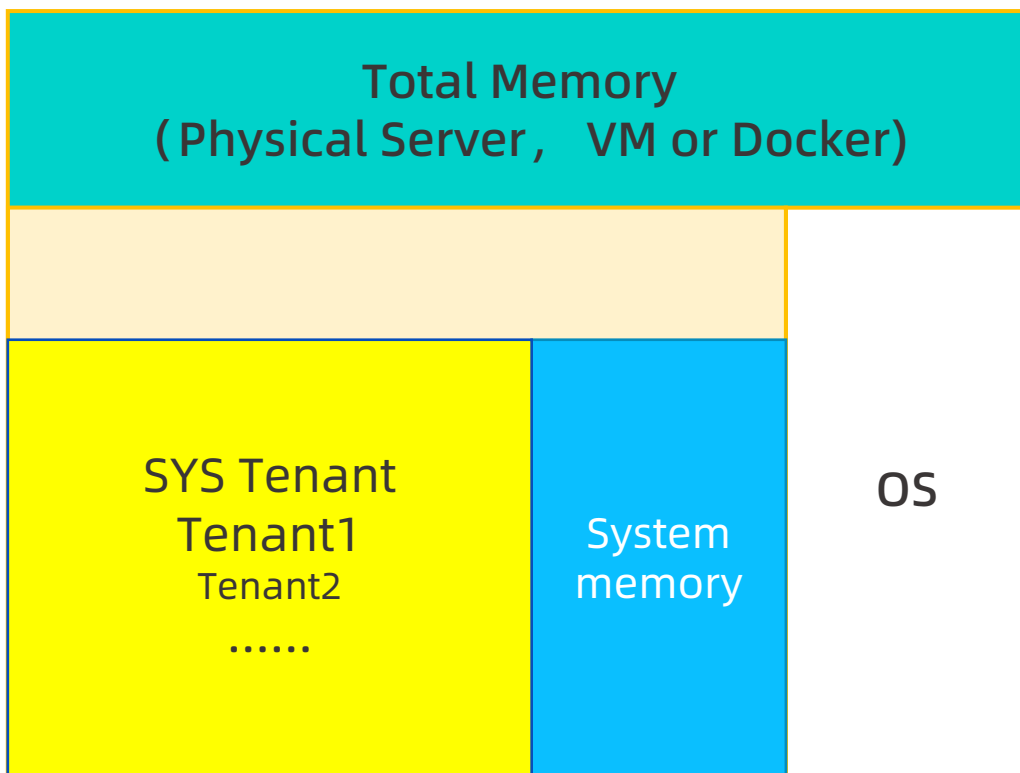 Total Memory
(Physical Server， VM or Docker)
SYS Tenant
Tenant1
Tenant2
......
System
memory
OS